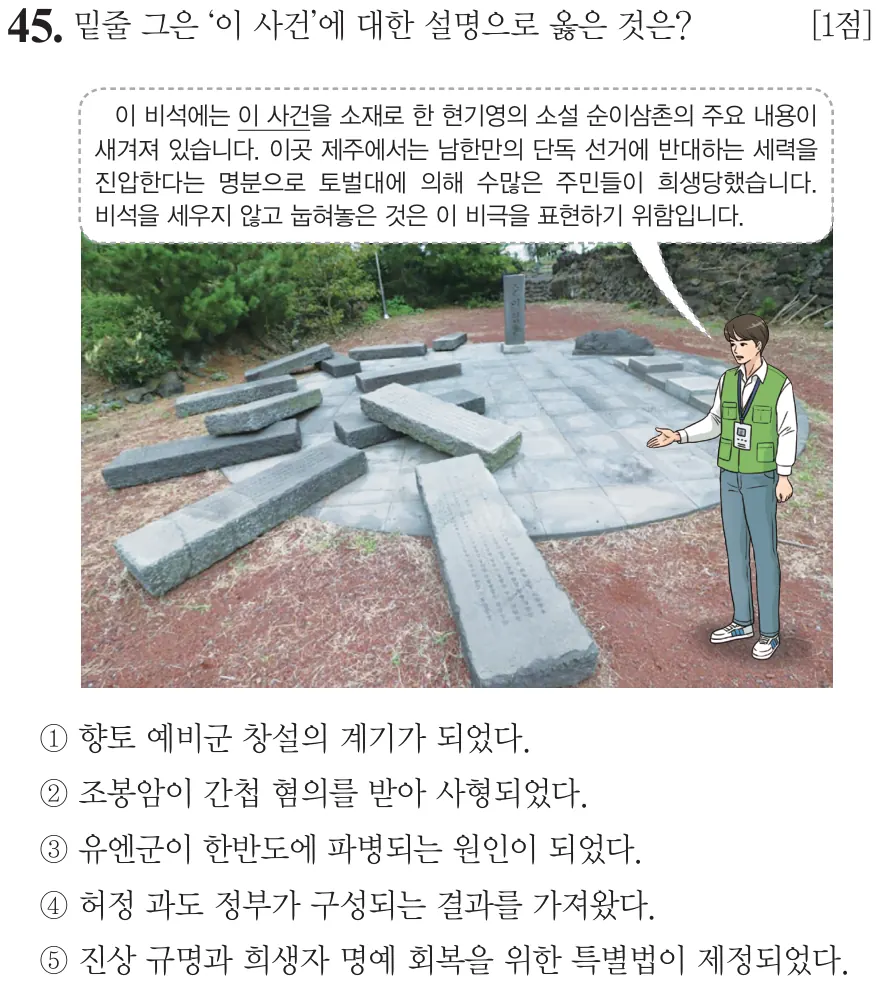 45. 밑줄 그은 ‘이 사건’에 대한 설명으로 옳은 것은? [1점]
이 비석에는 이 사건을 소재로 한 현기영의 소설 순이삼촌의 주요 내용이
새겨져 있습니다. 이곳 제주에서는 남한만의 단독 선거에 반대하는 세력을
진압한다는 명분으로 토벌대에 의해 수많은 주민들이 희생당했습니다.
비석을 세우지 않고 눕혀놓은 것은 이 비극을 표현하기 위함입니다.
① 향토 예비군 창설의 계기가 되었다.
② 조봉암이 간첩 혐의를 받아 사형되었다.
③ 유엔군이 한반도에 파병되는 원인이 되었다.
④ 허정 과도 정부가 구성되는 결과를 가져왔다.
⑤ 진상 규명과 희생자 명예 회복을 위한 특별법이 제정되었다.